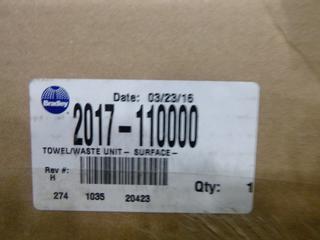 Bradley
Date: 03/23/16
2017-110000
TOWEL/WASTE UNIT - SURFACE -
Rev #:
H
Qty: 1
274 1035 20423